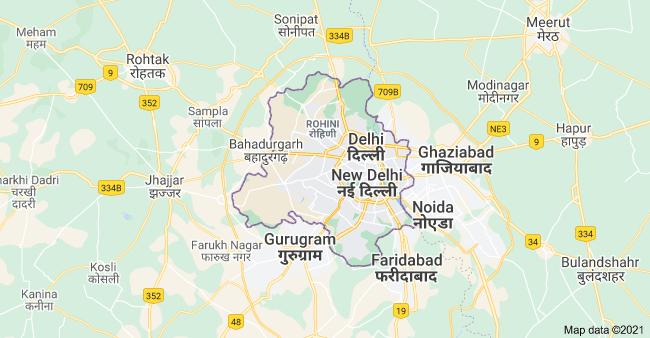 Meham
महम
Sonipat
सोनीपत
334B
Meerut
मेरठ
Rohtak
रोहतक
9
709
352
709B
Modinagar
मोदीनगर
Sampla
सांपला
ROHINI
रोहिणी
Delhi
दिल्ली
NE3
9
Hapur
हापुड़
Bahadurgarh
बहादुरगढ़
Ghaziabad
गाजियाबाद
New Delhi
नई दिल्ली
arkhi Dadri
चरखी
दादरी
334B
Jhajjar
झज्जर
Noida
नोएडा
Gurugram
गुरुग्राम
Farukh Nagar
फारुख नगर
34
334
Faridabad
फरीदाबाद
Bulandshahr
बुलंदशहर
Kosli
कोसली
Kanina
कनीना
352
19
48
Map data ©2021